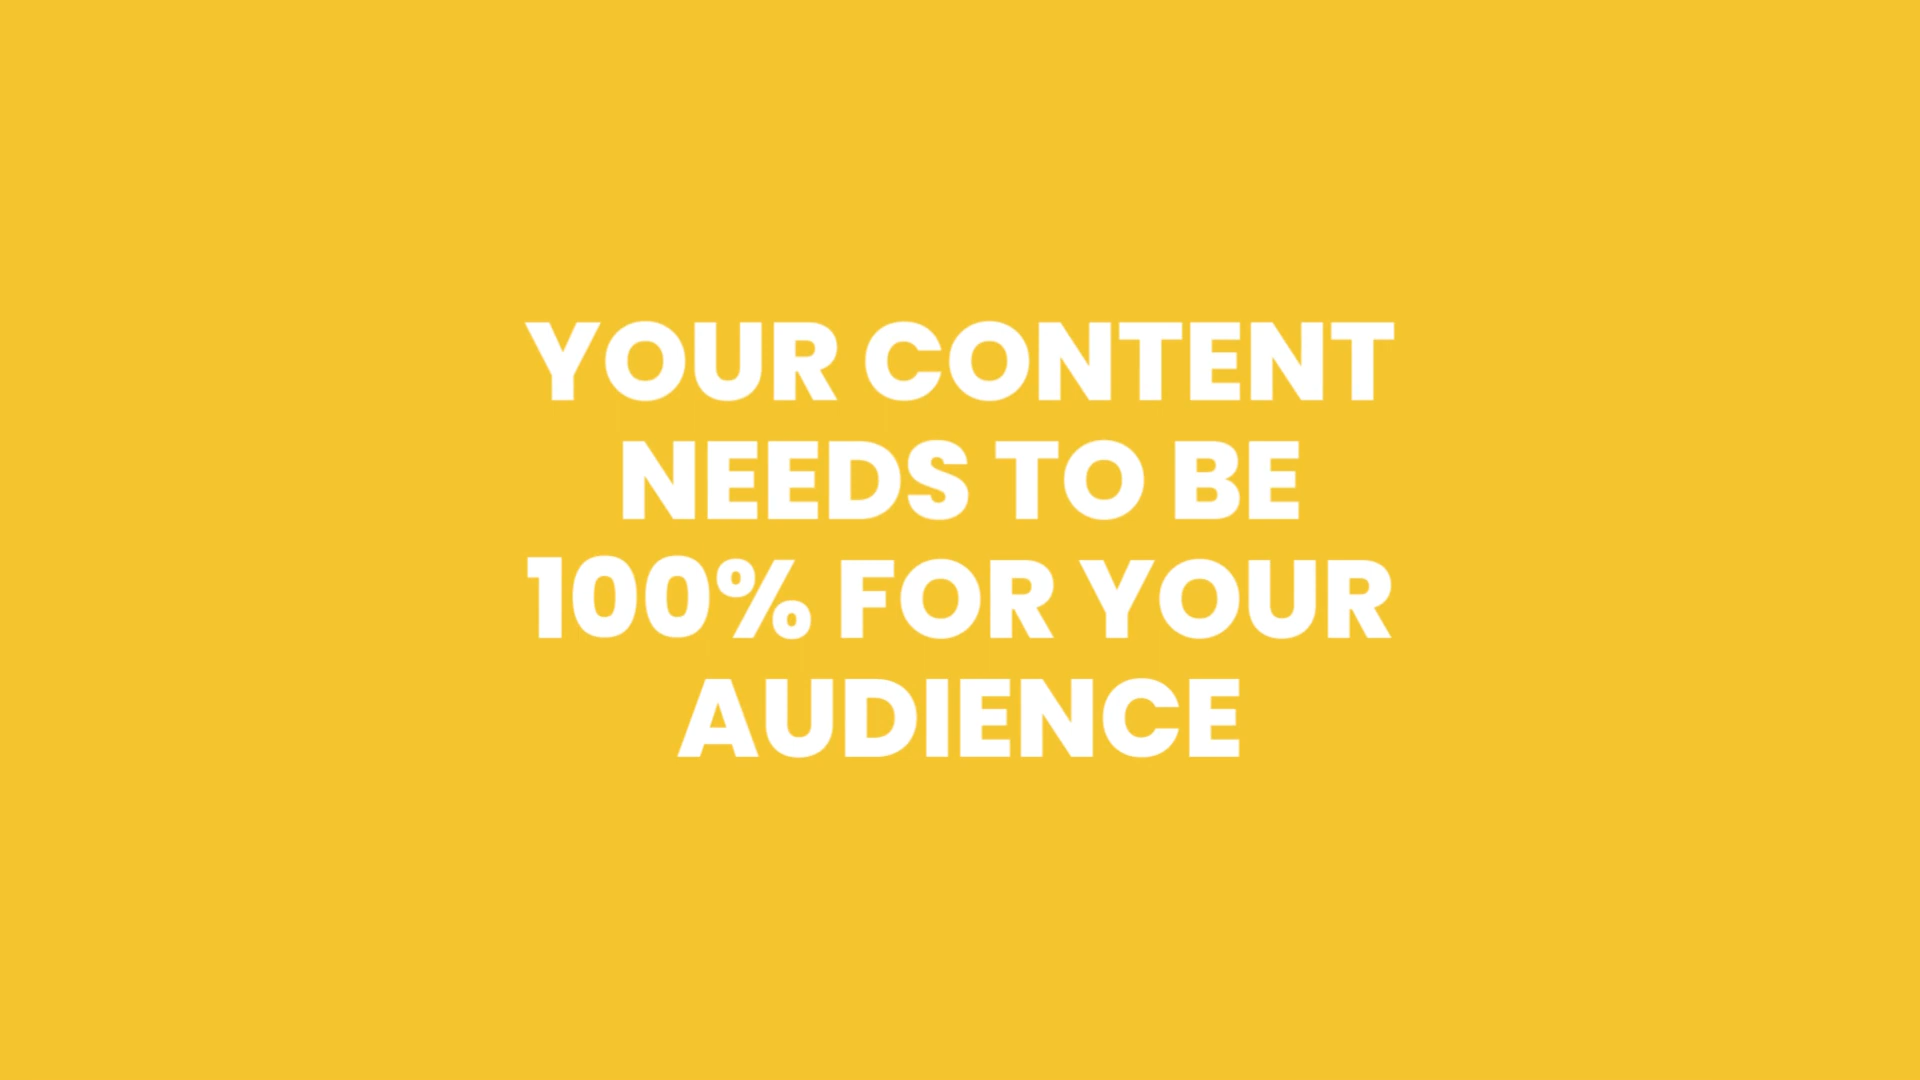 YOUR CONTENT
NEEDS TO BE
100% FOR YOUR
AUDIENCE